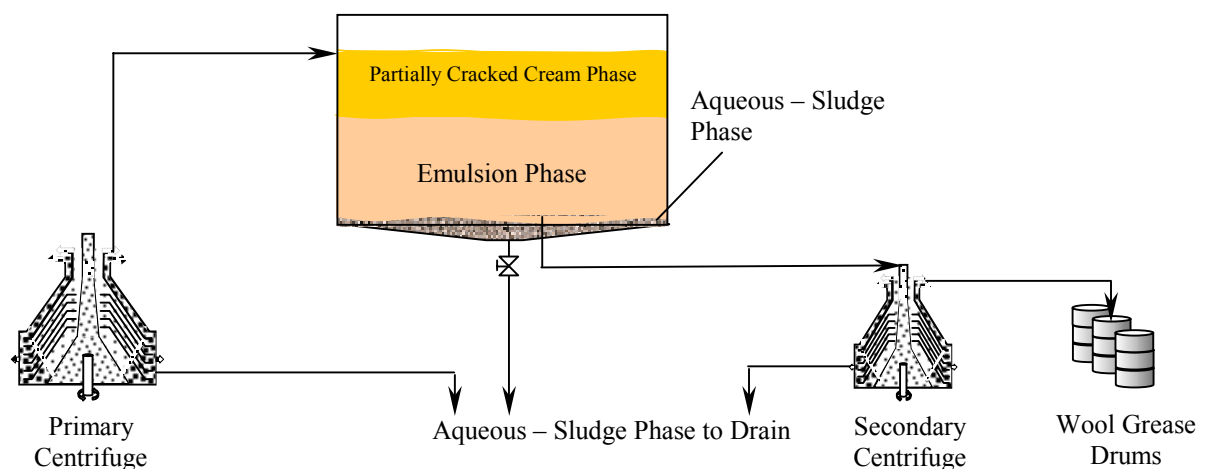 Partially Cracked Cream Phase
Aqueous – Sludge
Phase
Emulsion Phase
Primary
Centrifuge
Aqueous – Sludge Phase to Drain
Secondary
Centrifuge
Wool Grease
Drums